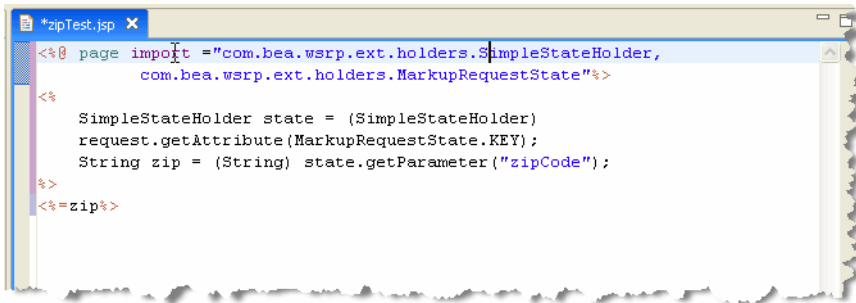 *zipTest.jsp
<%@ page import ="com.bea.wsrp.ext.holders.SimpleStateHolder,
com.bea.wsrp.ext.holders.MarkupRequestState"%>
<%
SimpleStateHolder state = (SimpleStateHolder)
request.getAttribute(MarkupRequestState.KEY);
String zip = (String) state.getParameter("zipCode");
%>
<%=zip%>